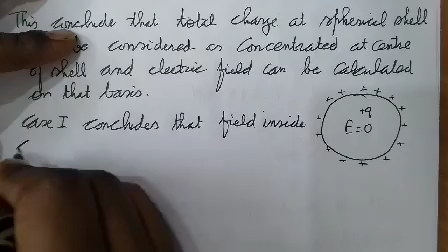 This conclude that total charge at spherical shell
be considered as concentrated at centre
of shell and electric field can be calculated
on that basis.
Case I concludes that field inside
+ + + + + + + + + + + + + + + +
+q
E = 0